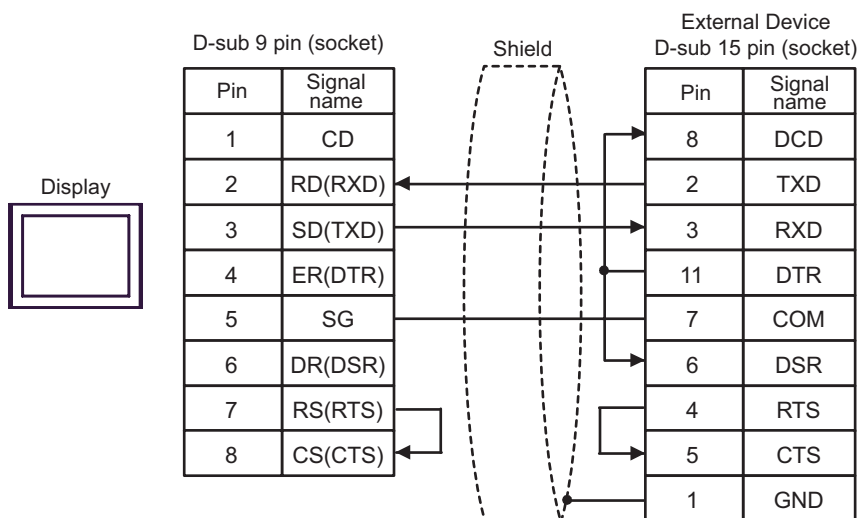 External Device
D-sub 9 pin (socket)
Shield
D-sub 15 pin (socket)
Display
Pin
Signal
name
1 CD
2 RD(RXD)
3 SD(TXD)
4 ER(DTR)
5 SG
6 DR(DSR)
7 RS(RTS)
8 CS(CTS)
Pin
Signal
name
8 DCD
2 TXD
3 RXD
11 DTR
7 COM
6 DSR
4 RTS
5 CTS
1 GND